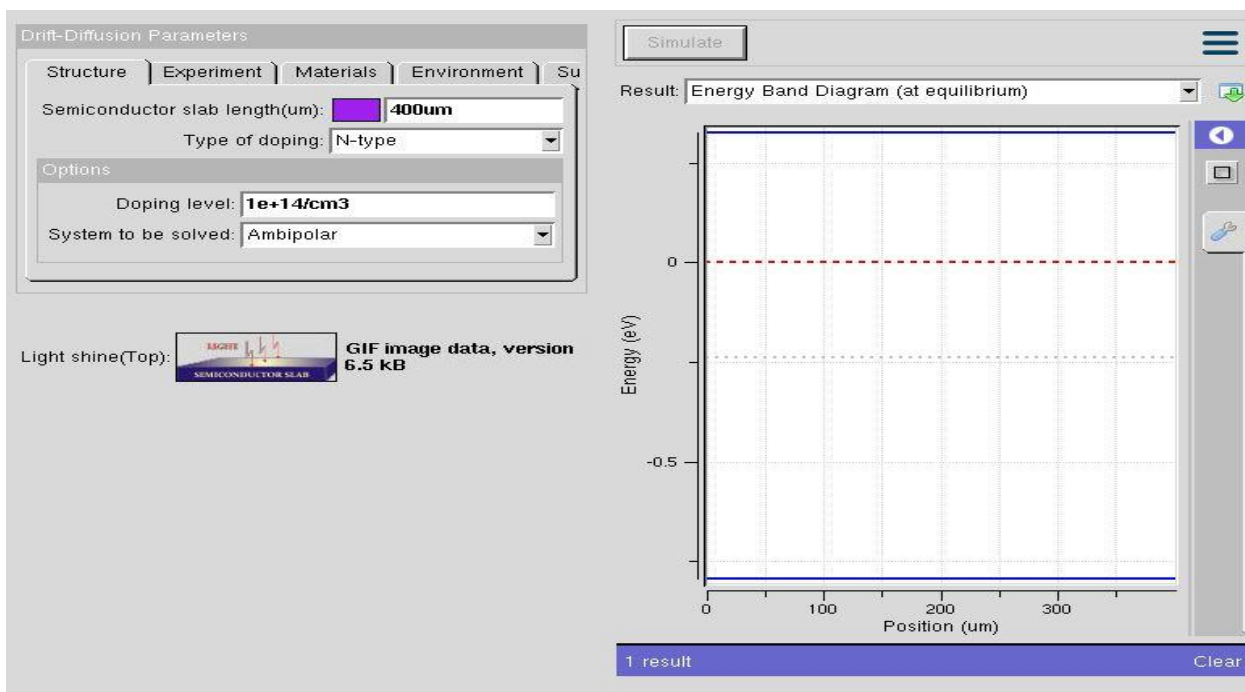 Drift-Diffusion Parameters
Structure Experiment Materials Environment Su
Semiconductor slab length(um): 400um
Type of doping: N-type
Options
Doping level: 1e+14/cm3
System to be solved: Ambipolar
Light shine(Top):
LIGHT
SEMICONDUCTOR SLAB
GIF image data, version
6.5 kB
Simulate
Result: Energy Band Diagram (at equilibrium)
Energy (eV)
0
-0.5
0 100 200 300
Position (um)
1 result Clear